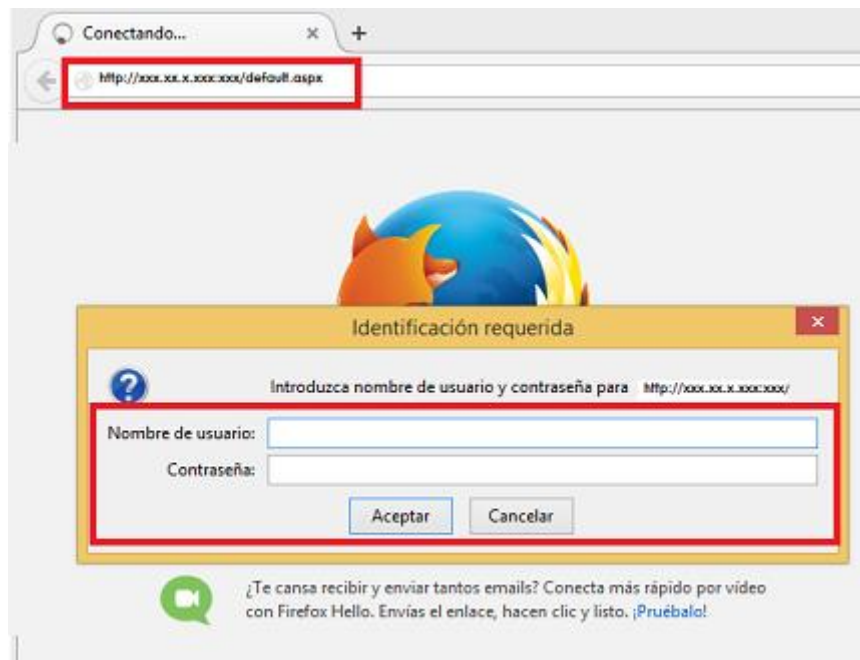 Conectando...
http://xxx.xx.x.xxx:xxx/default.aspx
Identificación requerida
Introduzca nombre de usuario y contraseña para http://xxx.xx.x.xxx:xxx/
Nombre de usuario:
Contraseña:
Aceptar Cancelar
¿Te cansa recibir y enviar tantos emails? Conecta más rápido por vídeo
con Firefox Hello. Envías el enlace, hacen clic y listo. ¡Pruébalo!